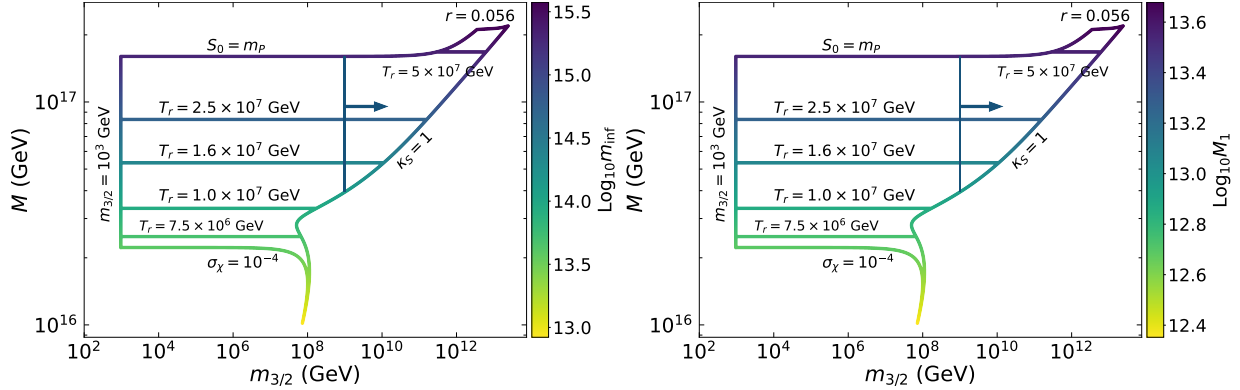 r = 0.056
S₀ = m_P
T_r = 5 × 10⁷ GeV
T_r = 2.5 × 10⁷ GeV
T_r = 1.6 × 10⁷ GeV
T_r = 1.0 × 10⁷ GeV
T_r = 7.5 × 10⁶ GeV
σ_χ = 10⁻⁴
κ_S = 1
m_{3/2} = 10³ GeV
M (GeV)
10¹⁷
10¹⁶
10² 10⁴ 10⁶ 10⁸ 10¹⁰ 10¹²
m_{3/2} (GeV)
15.5
15.0
14.5
14.0
13.5
13.0
Log₁₀m_{inf}
r = 0.056
S₀ = m_P
T_r = 5 × 10⁷ GeV
T_r = 2.5 × 10⁷ GeV
T_r = 1.6 × 10⁷ GeV
T_r = 1.0 × 10⁷ GeV
T_r = 7.5 × 10⁶ GeV
σ_χ = 10⁻⁴
κ_S = 1
m_{3/2} = 10³ GeV
M (GeV)
10¹⁷
10¹⁶
10² 10⁴ 10⁶ 10⁸ 10¹⁰ 10¹²
m_{3/2} (GeV)
13.6
13.4
13.2
13.0
12.8
12.6
12.4
Log₁₀M₁